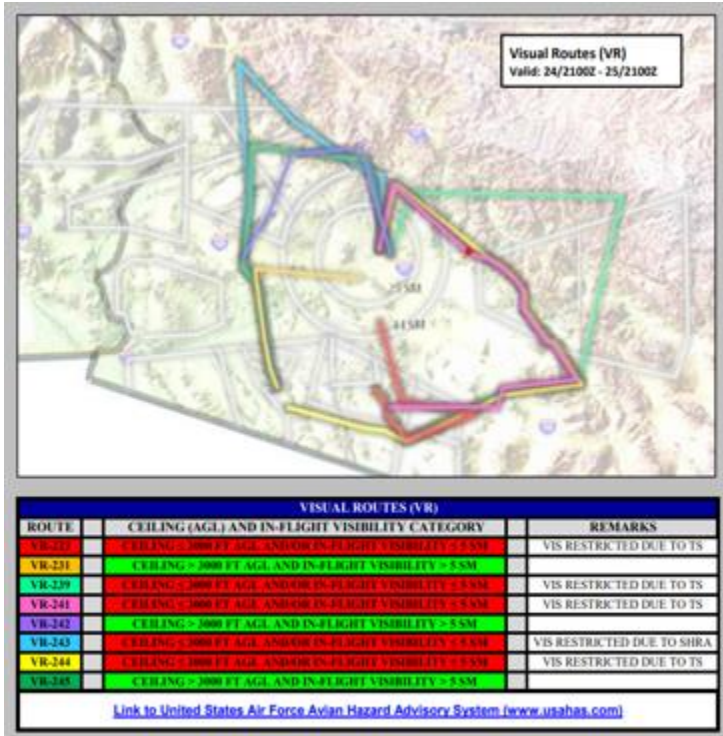 Visual Routes (VR)
Valid: 24/2100Z - 25/2100Z
VISUAL ROUTES (VR)
ROUTE CEILING (AGL) AND IN-FLIGHT VISIBILITY CATEGORY REMARKS
CEILING ≤ 3000 FT AGL AND/OR IN-FLIGHT VISIBILITY ≤ 5 SM VIS RESTRICTED DUE TO TS
VR-231 CEILING > 3000 FT AGL AND IN-FLIGHT VISIBILITY > 5 SM
VR-239 CEILING ≤ 3000 FT AGL AND/OR IN-FLIGHT VISIBILITY ≤ 5 SM VIS RESTRICTED DUE TO TS
VR-241 CEILING ≤ 3000 FT AGL AND/OR IN-FLIGHT VISIBILITY ≤ 5 SM VIS RESTRICTED DUE TO TS
VR-242 CEILING > 3000 FT AGL AND IN-FLIGHT VISIBILITY > 5 SM
VR-243 CEILING ≤ 3000 FT AGL AND/OR IN-FLIGHT VISIBILITY ≤ 5 SM VIS RESTRICTED DUE TO SHRA
VR-244 CEILING ≤ 3000 FT AGL AND/OR IN-FLIGHT VISIBILITY ≤ 5 SM VIS RESTRICTED DUE TO TS
VR-245 CEILING > 3000 FT AGL AND IN-FLIGHT VISIBILITY > 5 SM
Link to United States Air Force Avian Hazard Advisory System (www.usahas.com)